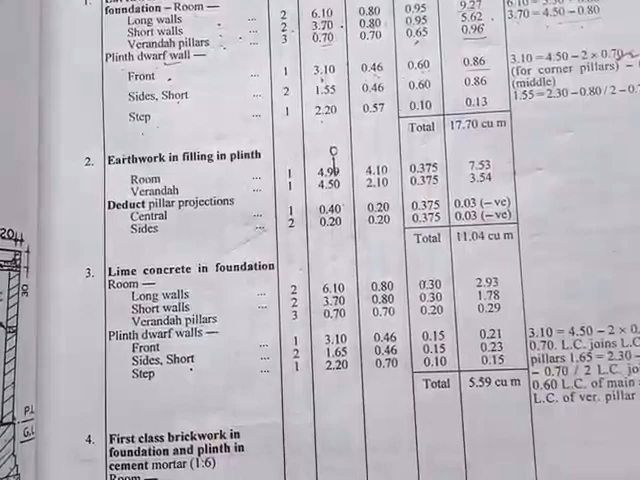 foundation – Room — 2 6.10 0.80 0.95 9.27
Long walls ... 2 3.70 0.80 0.95 5.62 3.70 = 4.50 – 0.80
Short walls ... 3 0.70 0.70 0.65 0.96
Verandah pillars
Plinth dwarf wall —
Front ... 1 3.10 0.46 0.60 0.86 3.10 = 4.50 – 2 × 0.70
(for corner pillars) –
Sides, Short ... 2 1.55 0.46 0.60 0.86 (middle)
1.55 = 2.30 – 0.80 / 2 – 0.
Step ... 1 2.20 0.57 0.10 0.13
Total 17.70 cu m
2. Earthwork in filling in plinth
Room 1 4.10 0.375 7.53
Verandah ... 1 4.50 2.10 0.375 3.54
Deduct pillar projections
Central ... 1 0.40 0.20 0.375 0.03 (– ve)
Sides ... 2 0.20 0.20 0.375 0.03 (– ve)
Total 11.04 cu m
3. Lime concrete in foundation
Room —
Long walls ... 2 6.10 0.80 0.30 2.93
Short walls ... 2 3.70 0.80 0.30 1.78
Verandah pillars 3 0.70 0.70 0.20 0.29
Plinth dwarf walls —
Front ... 1 3.10 0.46 0.15 0.21 3.10 = 4.50 – 2 × 0.
Sides, Short ... 2 1.65 0.46 0.15 0.23 0.70. L.C. joins L.C
Step ... 1 2.20 0.70 0.10 0.15 pillars 1.65 = 2.30 –
– 0.70 / 2 L.C. jo
Total 5.59 cu m 0.60 L.C. of main
L.C. of ver. pillar
4. First class brickwork in
foundation and plinth in
cement mortar (1:6)
Room —
P.L
G.L